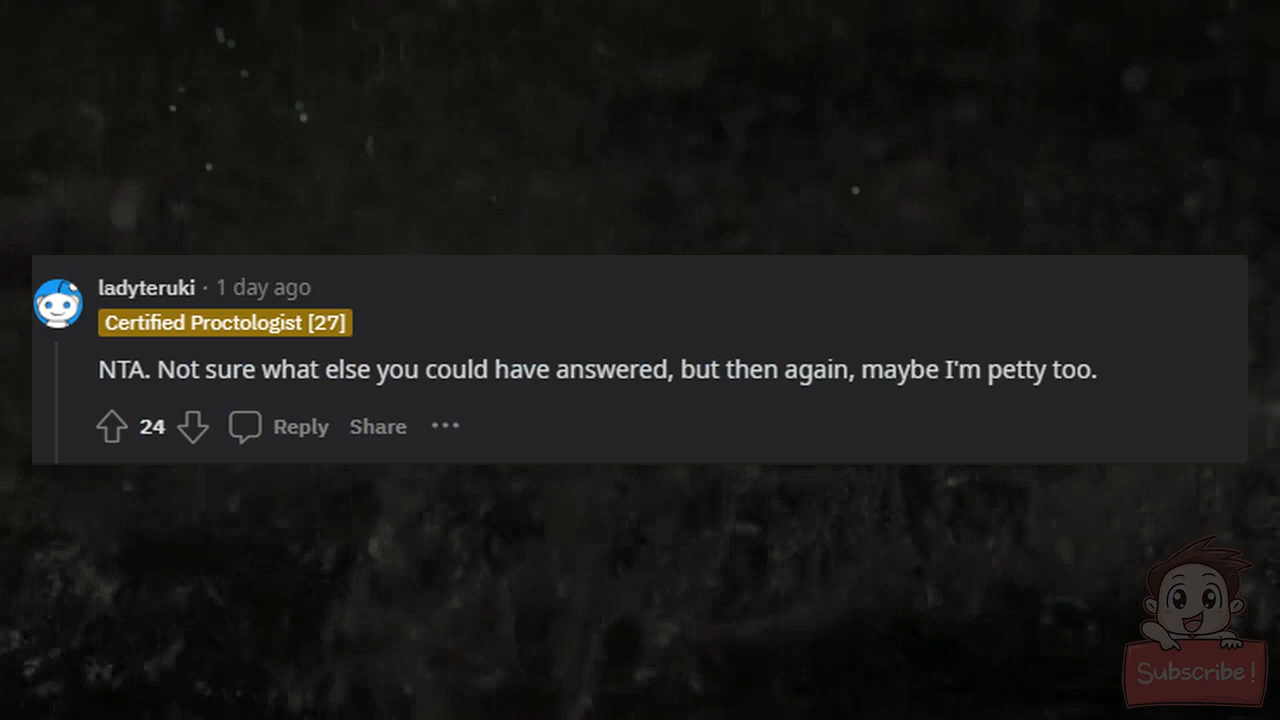 ladyteruki · 1 day ago
Certified Proctologist [27]
NTA. Not sure what else you could have answered, but then again, maybe I'm petty too.
24 Reply Share ···
Subscribe!